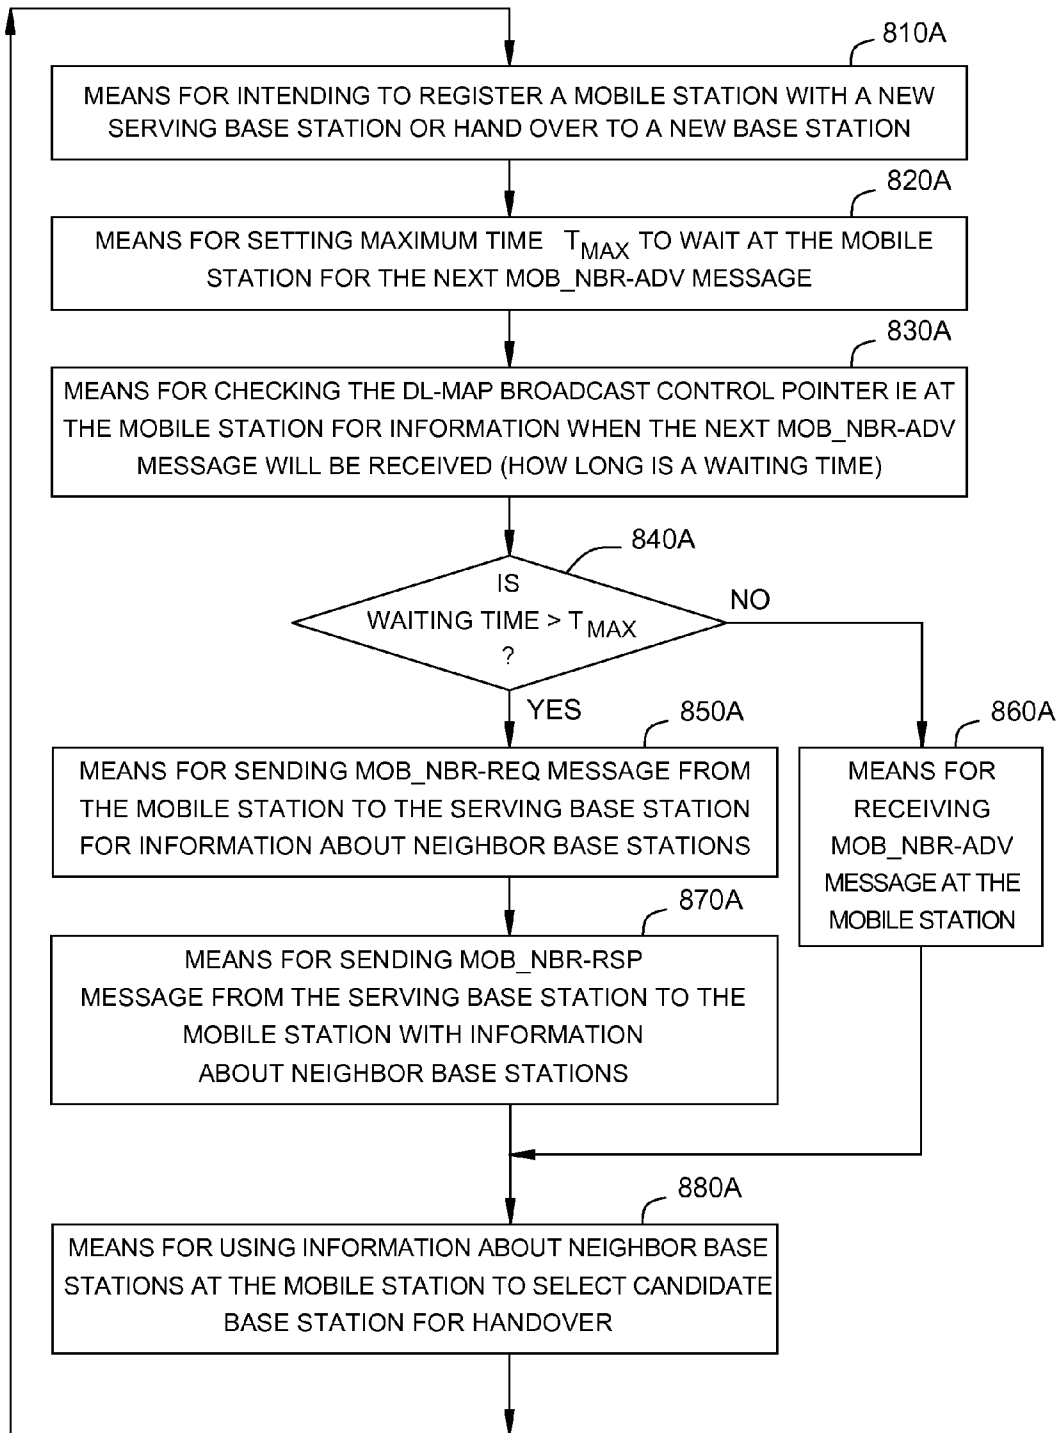 810A
MEANS FOR INTENDING TO REGISTER A MOBILE STATION WITH A NEW
SERVING BASE STATION OR HAND OVER TO A NEW BASE STATION
820A
MEANS FOR SETTING MAXIMUM TIME T_MAX TO WAIT AT THE MOBILE
STATION FOR THE NEXT MOB_NBR-ADV MESSAGE
830A
MEANS FOR CHECKING THE DL-MAP BROADCAST CONTROL POINTER IE AT
THE MOBILE STATION FOR INFORMATION WHEN THE NEXT MOB_NBR-ADV
MESSAGE WILL BE RECEIVED (HOW LONG IS A WAITING TIME)
840A
IS
WAITING TIME > T_MAX
?
NO
YES
850A
MEANS FOR SENDING MOB_NBR-REQ MESSAGE FROM
THE MOBILE STATION TO THE SERVING BASE STATION
FOR INFORMATION ABOUT NEIGHBOR BASE STATIONS
860A
MEANS FOR
RECEIVING
MOB_NBR-ADV
MESSAGE AT THE
MOBILE STATION
870A
MEANS FOR SENDING MOB_NBR-RSP
MESSAGE FROM THE SERVING BASE STATION TO THE
MOBILE STATION WITH INFORMATION
ABOUT NEIGHBOR BASE STATIONS
880A
MEANS FOR USING INFORMATION ABOUT NEIGHBOR BASE
STATIONS AT THE MOBILE STATION TO SELECT CANDIDATE
BASE STATION FOR HANDOVER